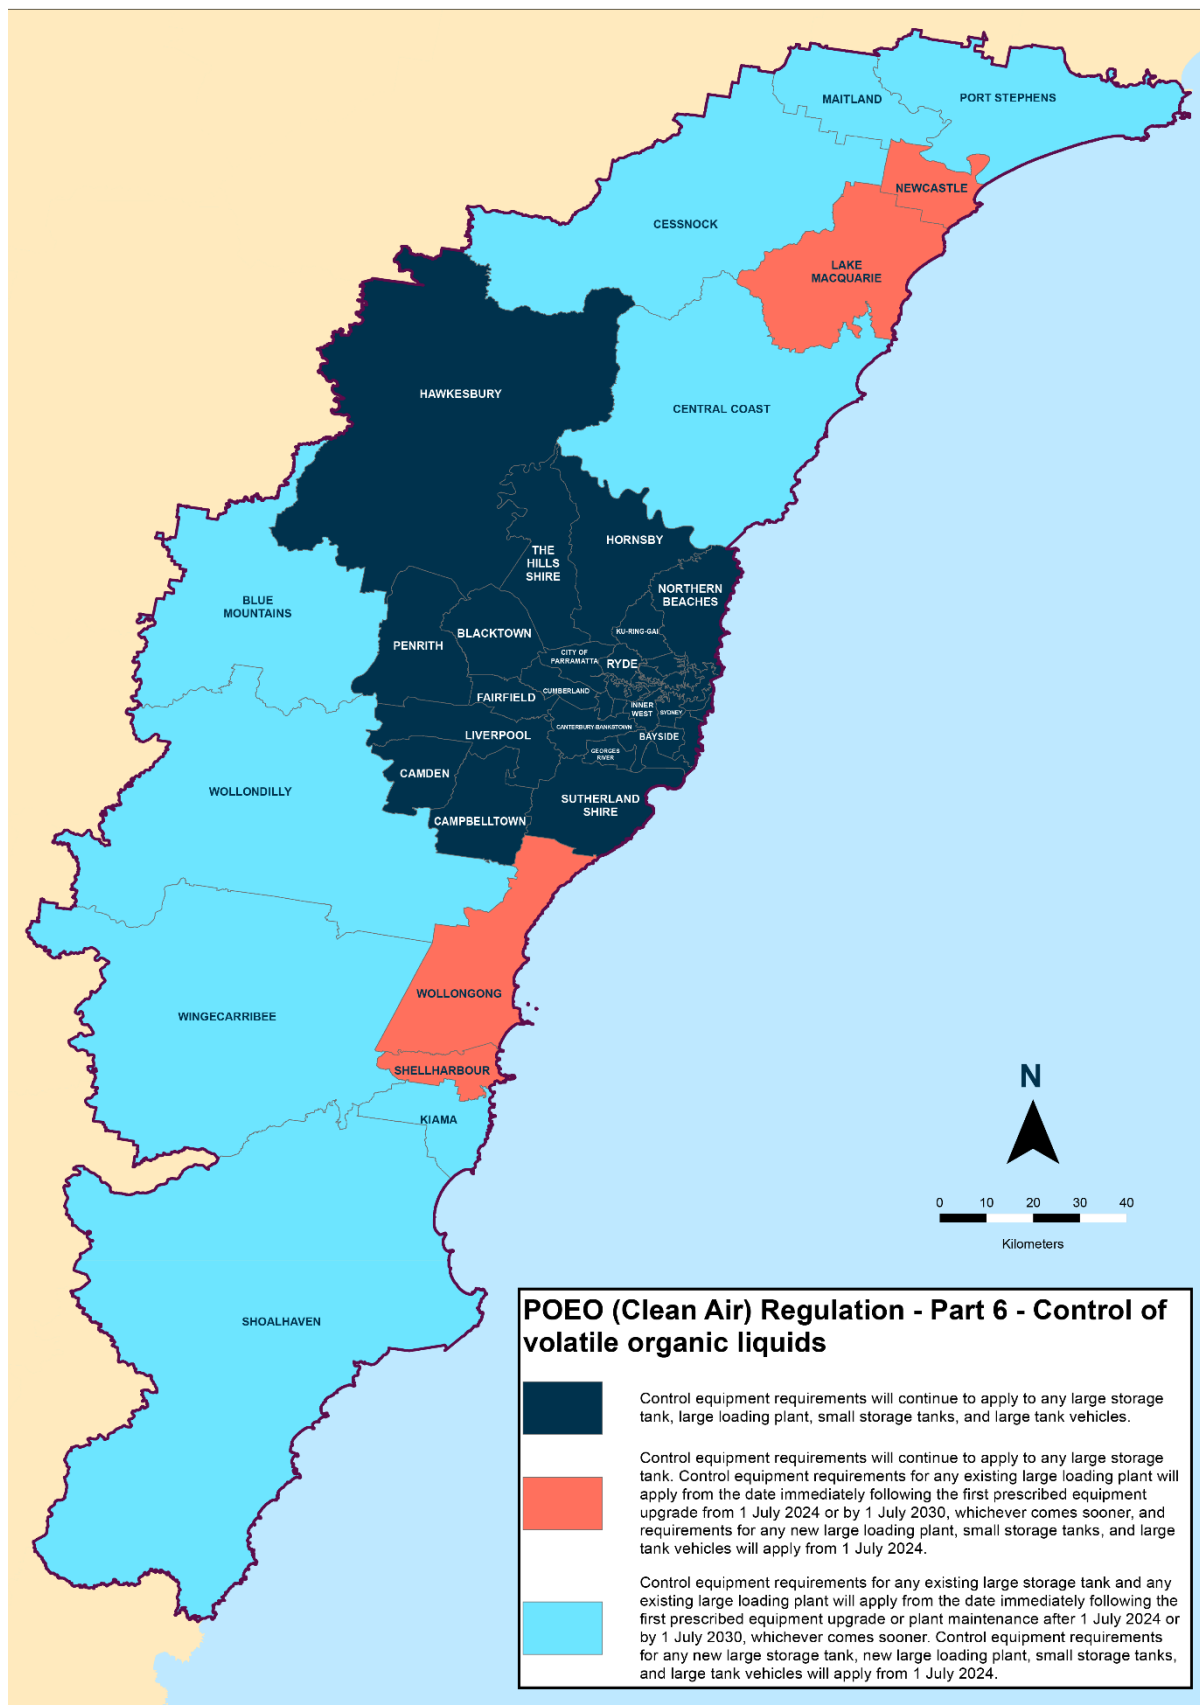 MAITLAND
PORT STEPHENS
NEWCASTLE
CESSNOCK
LAKE
MACQUARIE
HAWKESBURY
CENTRAL COAST
HORNSBY
THE
HILLS
SHIRE
NORTHERN
BEACHES
BLUE
MOUNTAINS
KU-RING-GAI
BLACKTOWN
PENRITH
CITY OF
PARRAMATTA
RYDE
CUMBERLAND
FAIRFIELD
INNER
WEST
SYDNEY
CANTERBURY-BANKSTOWN
LIVERPOOL
BAYSIDE
GEORGES
RIVER
CAMDEN
WOLLONDILLY
SUTHERLAND
SHIRE
CAMPBELLTOWN
WOLLONGONG
WINGECARRIBEE
SHELLHARBOUR
KIAMA
N
0 10 20 30 40
Kilometers
SHOALHAVEN
POEO (Clean Air) Regulation - Part 6 - Control of
volatile organic liquids
Control equipment requirements will continue to apply to any large storage
tank, large loading plant, small storage tanks, and large tank vehicles.
Control equipment requirements will continue to apply to any large storage
tank. Control equipment requirements for any existing large loading plant will
apply from the date immediately following the first prescribed equipment
upgrade from 1 July 2024 or by 1 July 2030, whichever comes sooner, and
requirements for any new large loading plant, small storage tanks, and large
tank vehicles will apply from 1 July 2024.
Control equipment requirements for any existing large storage tank and any
existing large loading plant will apply from the date immediately following the
first prescribed equipment upgrade or plant maintenance after 1 July 2024 or
by 1 July 2030, whichever comes sooner. Control equipment requirements
for any new large storage tank, new large loading plant, small storage tanks,
and large tank vehicles will apply from 1 July 2024.